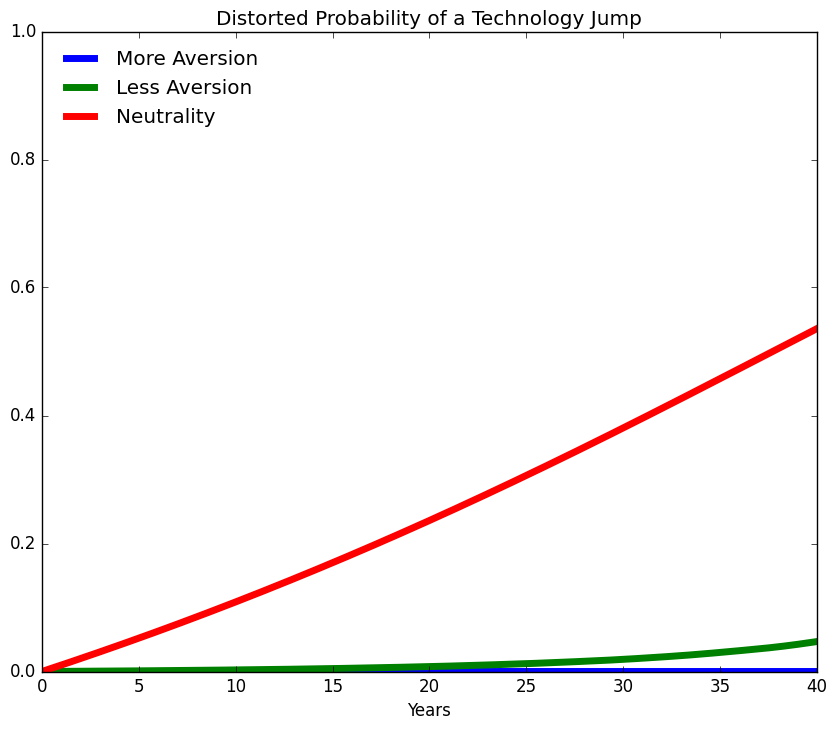 Distorted Probability of a Technology Jump
1.0
More Aversion
Less Aversion
Neutrality
0.8
0.6
0.4
0.2
0.0
0 5 10 15 20 25 30 35 40
Years